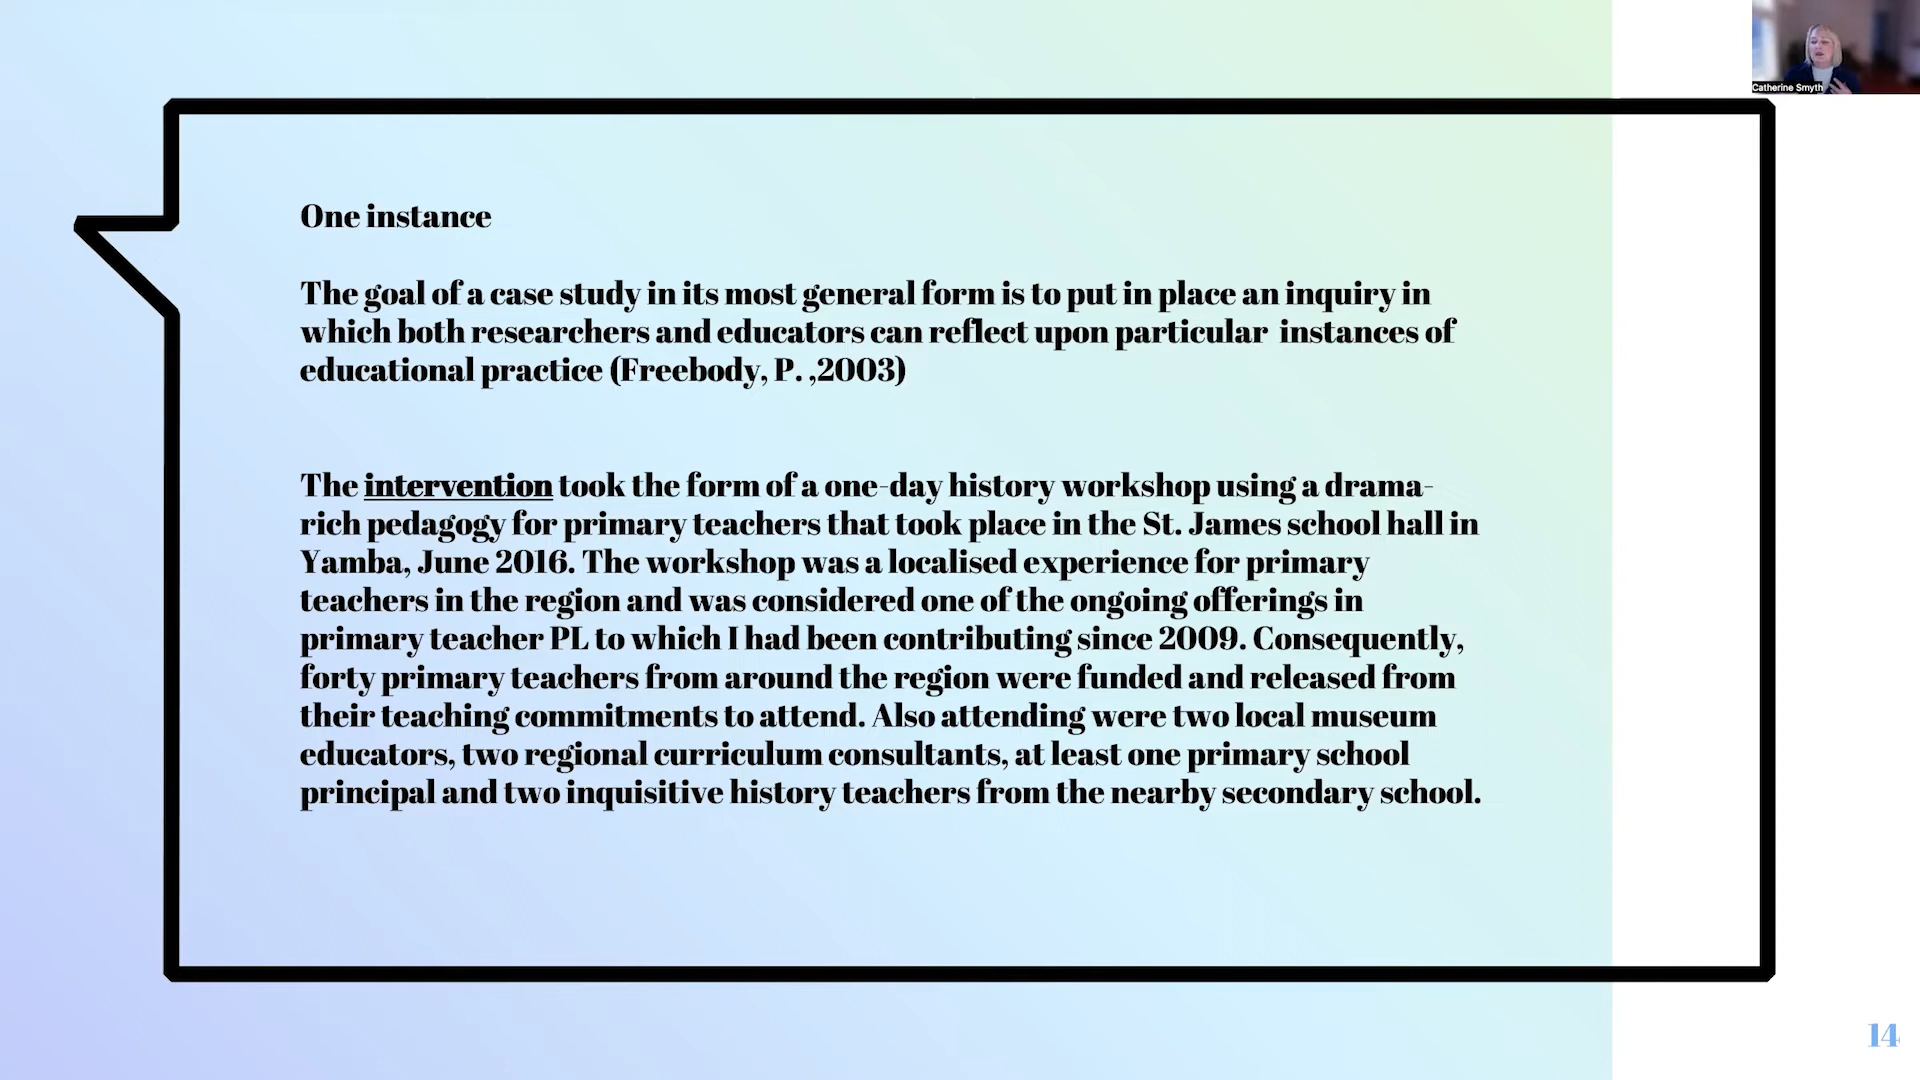 Catherine Smyth
One instance
The goal of a case study in its most general form is to put in place an inquiry in
which both researchers and educators can reflect upon particular  instances of
educational practice (Freebody, P. ,2003)
The intervention took the form of a one-day history workshop using a drama-
rich pedagogy for primary teachers that took place in the St. James school hall in
Yamba, June 2016. The workshop was a localised experience for primary
teachers in the region and was considered one of the ongoing offerings in
primary teacher PL to which I had been contributing since 2009. Consequently,
forty primary teachers from around the region were funded and released from
their teaching commitments to attend. Also attending were two local museum
educators, two regional curriculum consultants, at least one primary school
principal and two inquisitive history teachers from the nearby secondary school.
14